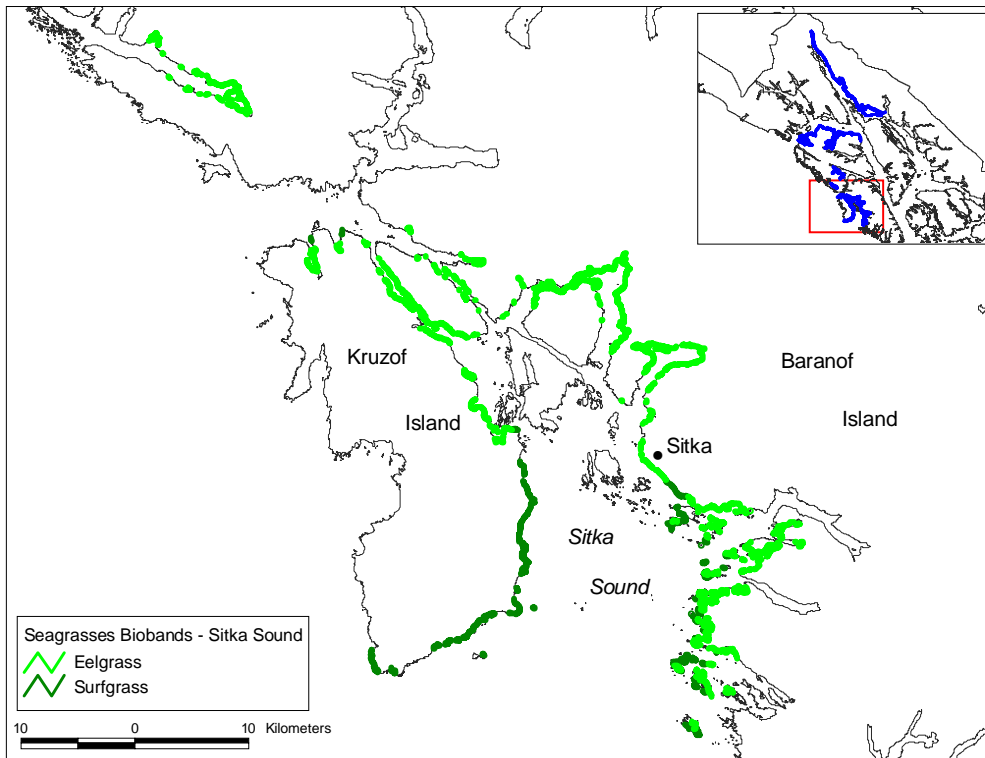 Kruzof
Island
Baranof
Island
Sitka
Sitka
Sound
Seagrasses Biobands - Sitka Sound
Eelgrass
Surfgrass
10 0 10 Kilometers